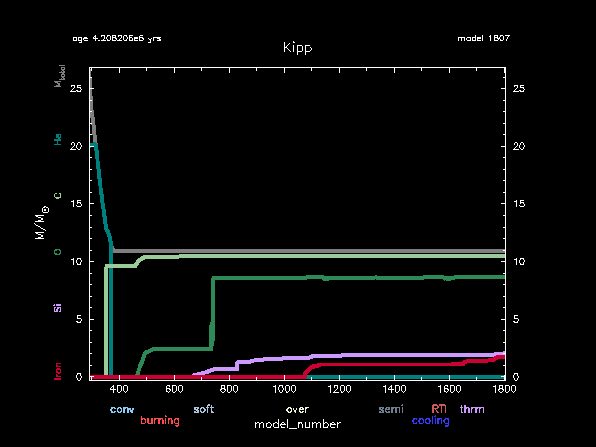 age 4.208206e6 yrs
model 1807
Kipp
M_total
He
C
O
Si
Iron
M/M⊙
25
20
15
10
5
0
25
20
15
10
5
0
400 600 800 1000 1200 1400 1600 1800
conv soft over semi RTI thrm
burning cooling
model_number